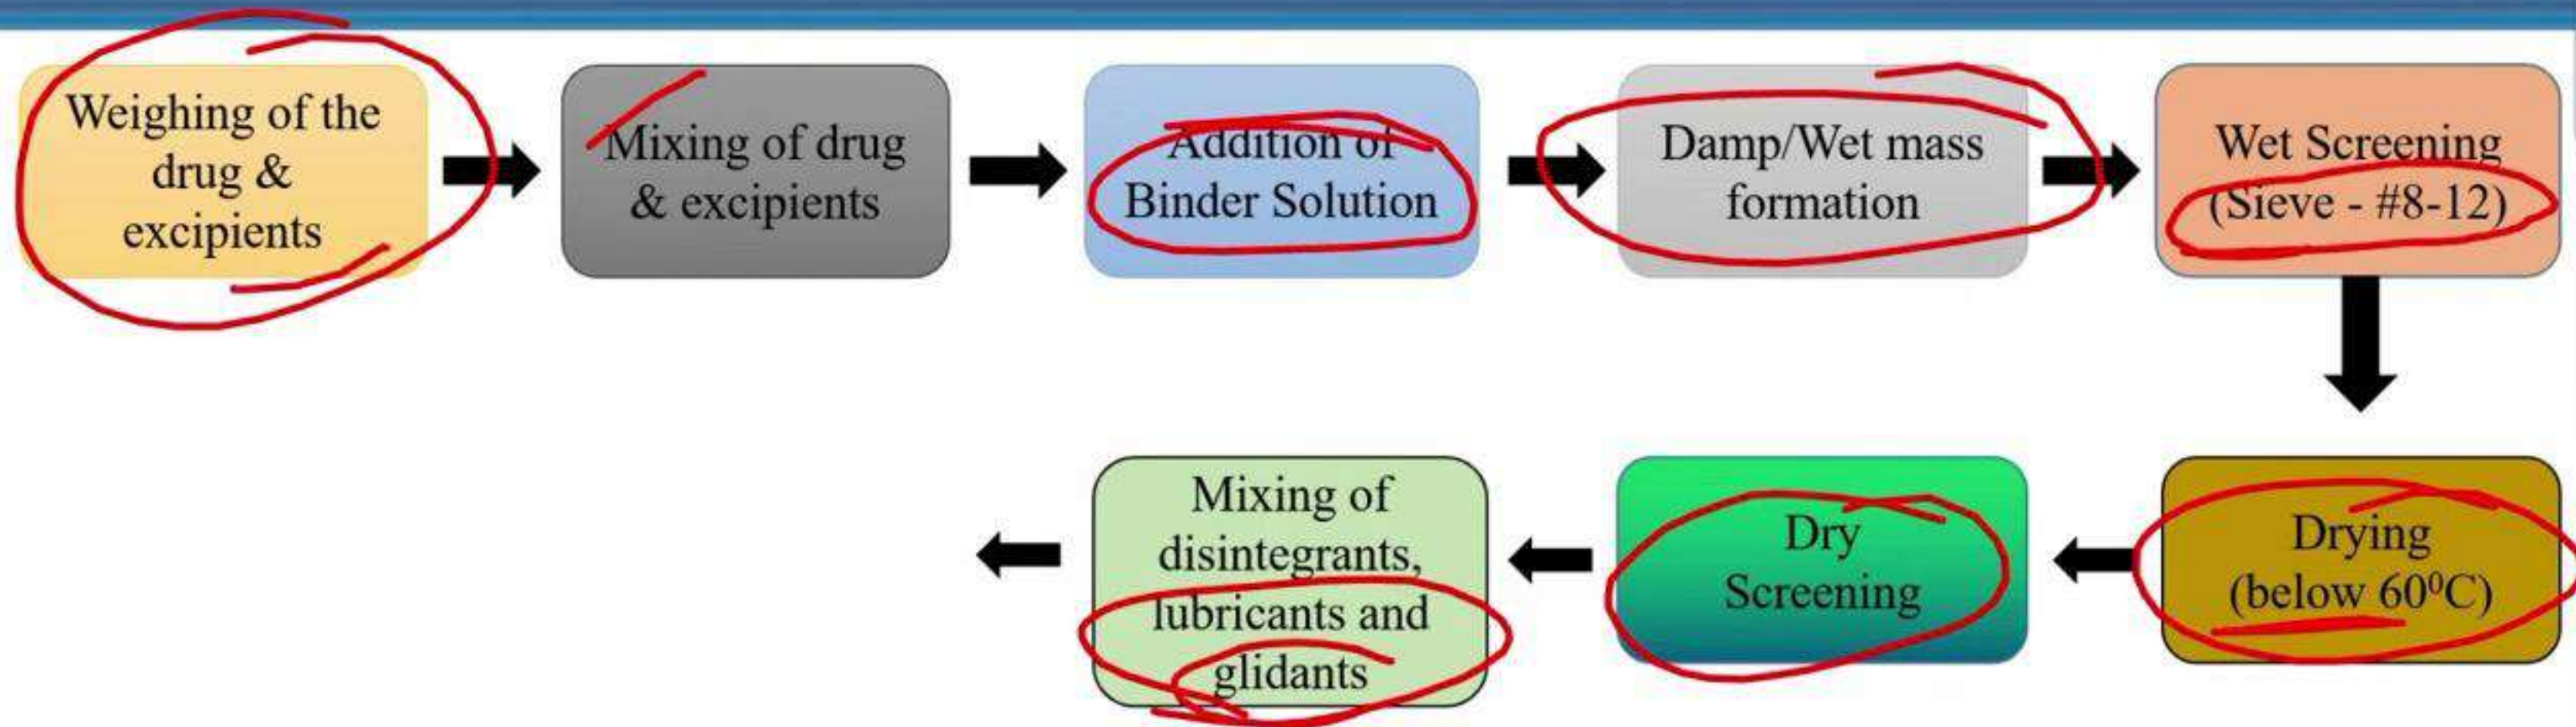 Weighing of the
drug &
excipients
Mixing of drug
& excipients
Addition of
Binder Solution
Damp/Wet mass
formation
Wet Screening
(Sieve - #8-12)
Drying
(below 60⁰C)
Dry
Screening
Mixing of
disintegrants,
lubricants and
glidants